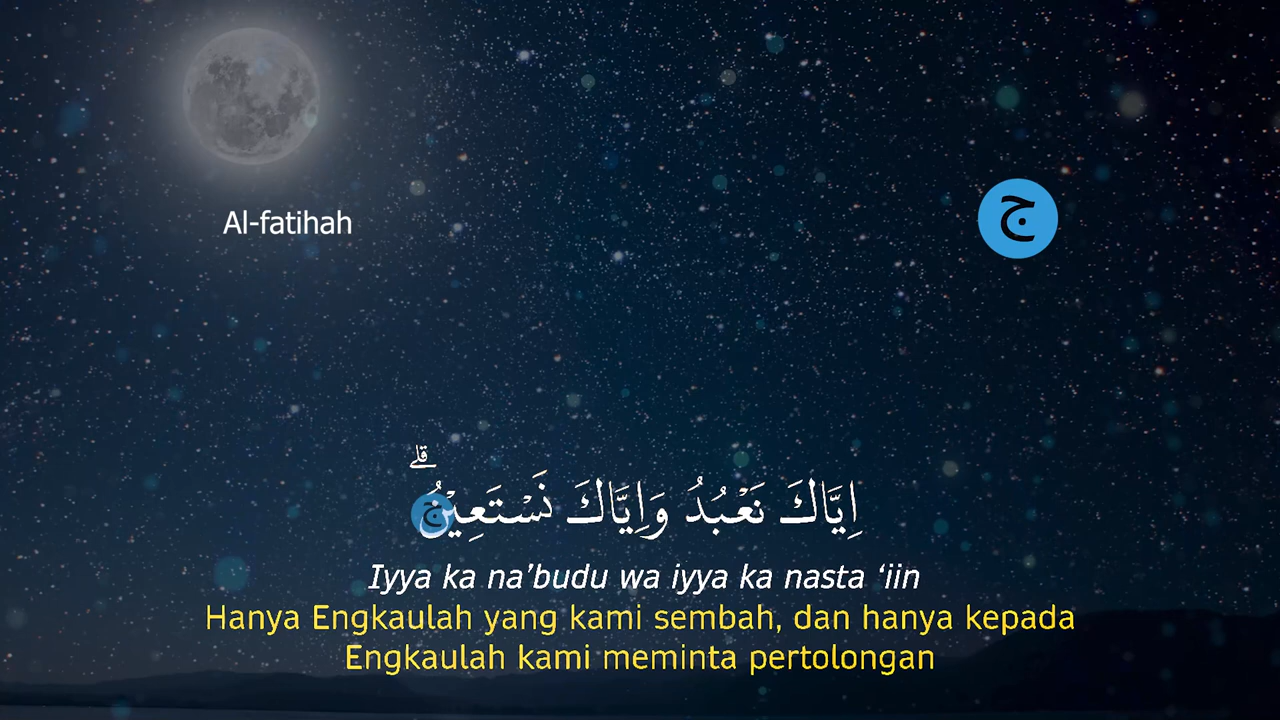 Al-fatihah
ج
اِيَّاكَ نَعْبُدُ وَاِيَّاكَ نَسْتَعِيْنُۗ
ج
Iyya ka na’budu wa iyya ka nasta ‘iin
Hanya Engkaulah yang kami sembah, dan hanya kepada
Engkaulah kami meminta pertolongan